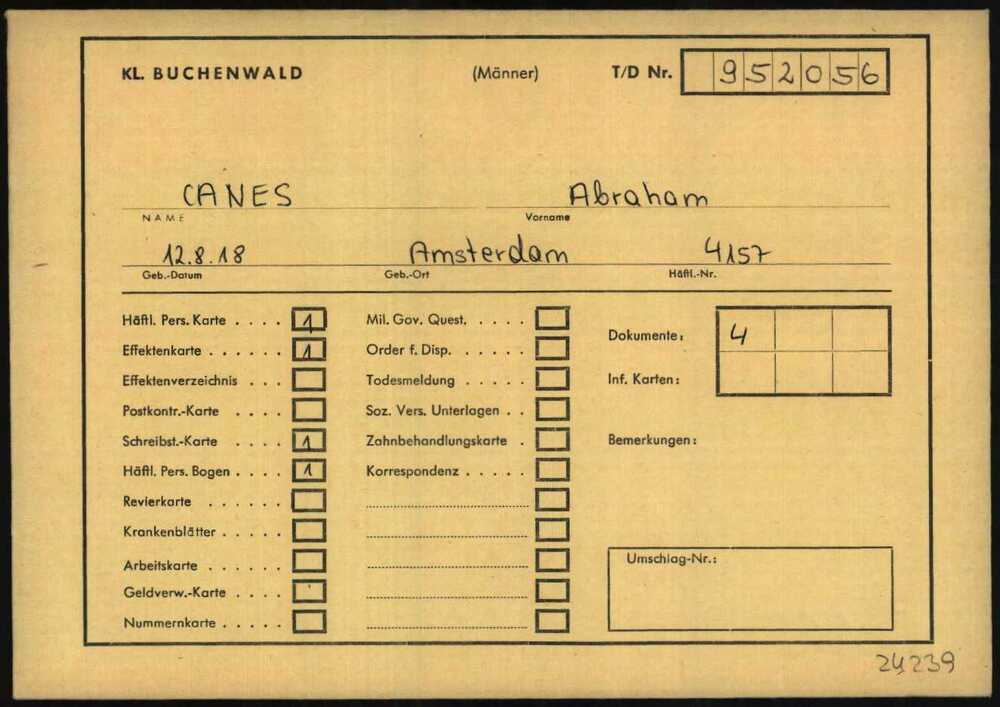 KL. BUCHENWALD (Männer) T/D Nr. 952056
CANES Abraham
NAME Vorname
12.8.18 Amsterdam 4157
Geb.-Datum Geb.-Ort Häftl.-Nr.
Häftl. Pers. Karte . . . . 1 Mil. Gov. Quest. . . . . . Dokumente: 4
Effektenkarte . . . . . . 1 Order f. Disp. . . . . . .
Effektenverzeichnis . . . Todesmeldung . . . . . Inf. Karten:
Postkontr.-Karte . . . . Soz. Vers. Unterlagen . .
Schreibst.-Karte . . . . 1 Zahnbehandlungskarte . Bemerkungen:
Häftl. Pers. Bogen . . . . 1 Korrespondenz . . . . .
Revierkarte . . . . . .
Krankenblätter . . . . .
Arbeitskarte . . . . . . Umschlag-Nr.:
Geldverw.-Karte . . . .
Nummernkarte . . . . .
24239